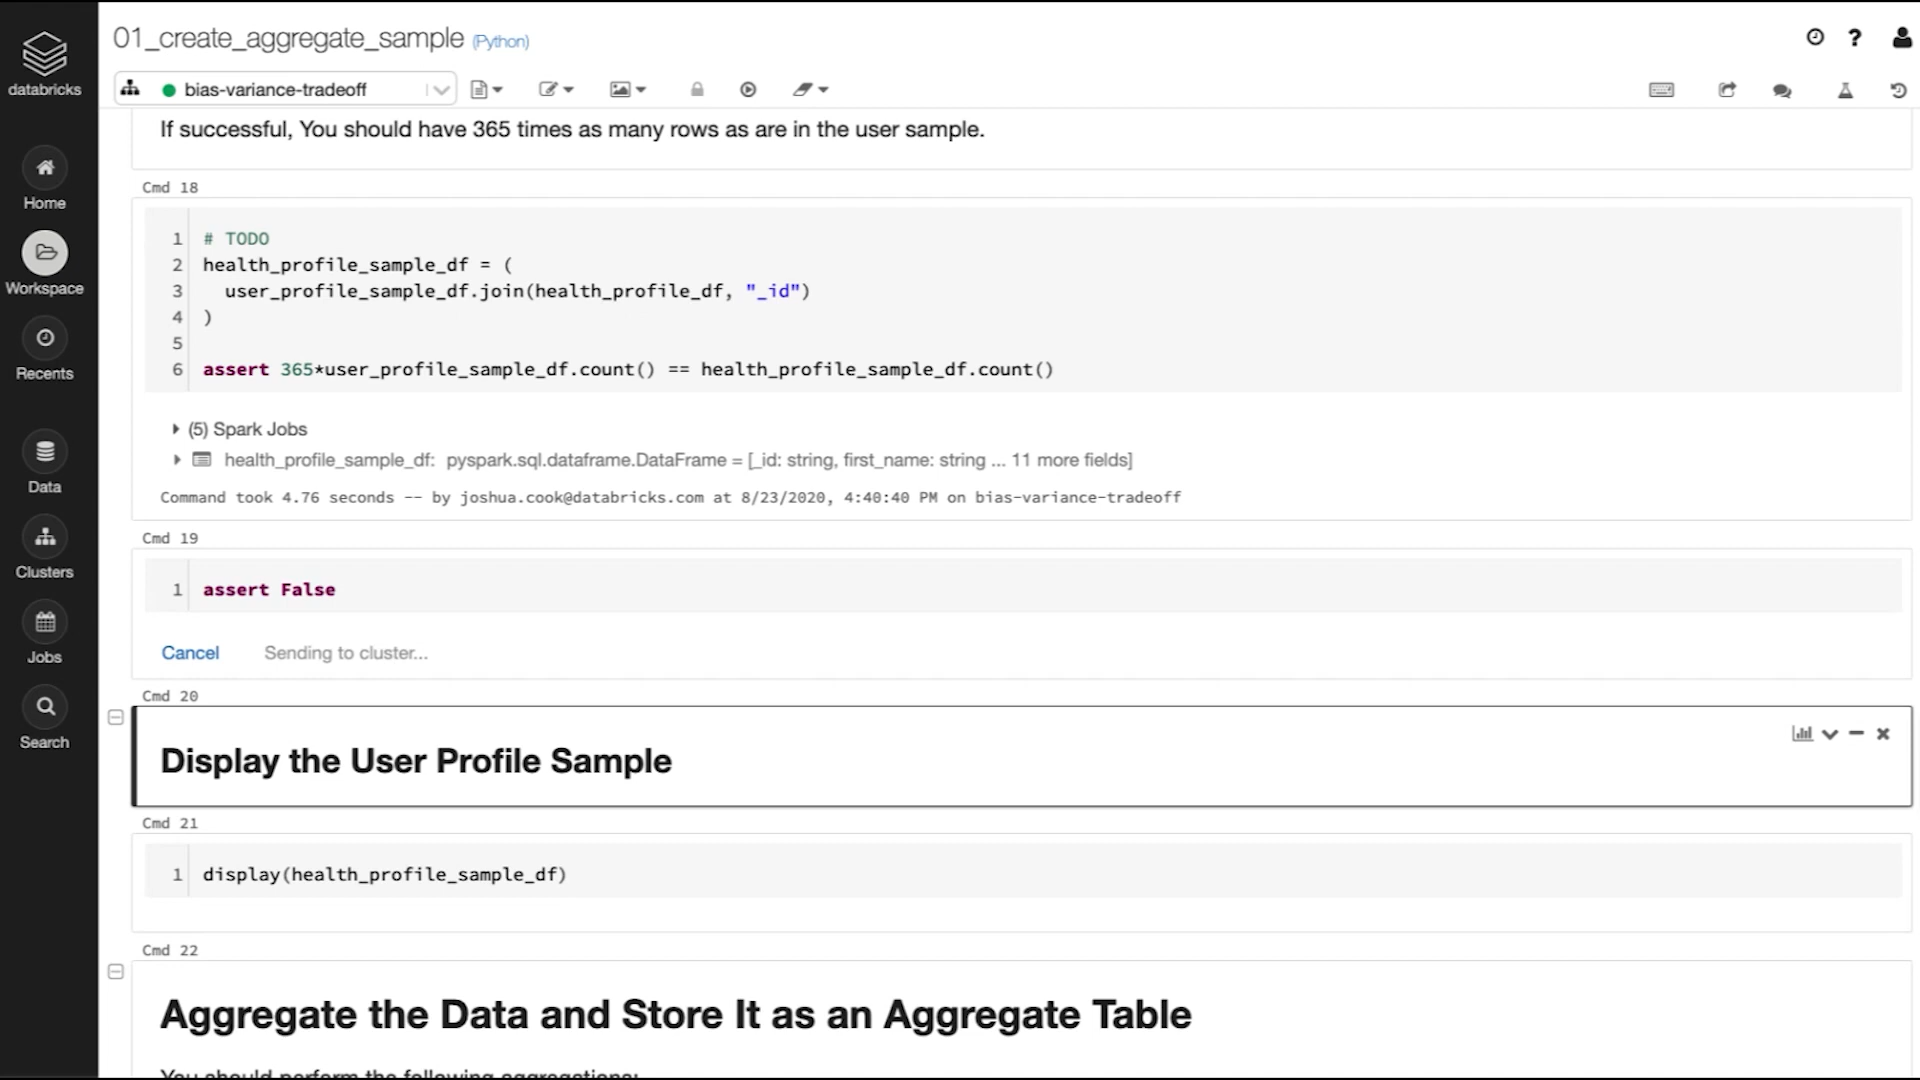 01_create_aggregate_sample (Python)
databricks
bias-variance-tradeoff
If successful, You should have 365 times as many rows as are in the user sample.
Home
Workspace
Recents
Data
Clusters
Jobs
Search
Cmd 18
1 # TODO
2 health_profile_sample_df = (
3 user_profile_sample_df.join(health_profile_df, "_id")
4 )
5
6 assert 365*user_profile_sample_df.count() == health_profile_sample_df.count()
(5) Spark Jobs
health_profile_sample_df: pyspark.sql.dataframe.DataFrame = [_id: string, first_name: string ... 11 more fields]
Command took 4.76 seconds -- by joshua.cook@databricks.com at 8/23/2020, 4:40:40 PM on bias-variance-tradeoff
Cmd 19
1 assert False
Cancel Sending to cluster...
Cmd 20
Display the User Profile Sample
Cmd 21
1 display(health_profile_sample_df)
Cmd 22
Aggregate the Data and Store It as an Aggregate Table
You should perform the following aggregations: